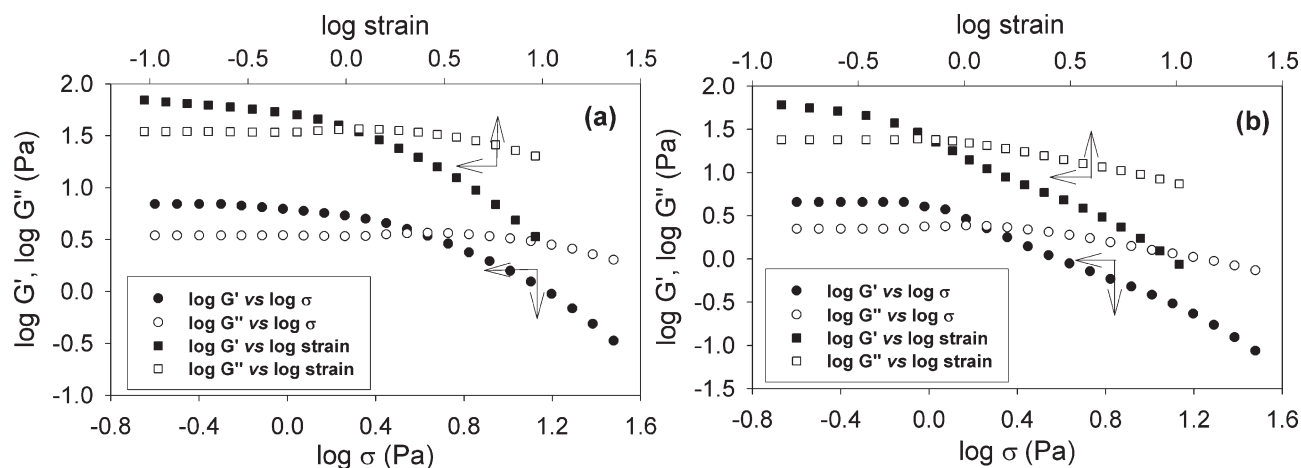 log strain
-1.0 -0.5 0.0 0.5 1.0 1.5
2.0
1.5
1.0
0.5
0.0
-0.5
-1.0
log G', log G" (Pa)
(a)
log G' vs log σ
log G" vs log σ
log G' vs log strain
log G" vs log strain
-0.8 -0.4 0.0 0.4 0.8 1.2 1.6
log σ (Pa)
log strain
-1.0 -0.5 0.0 0.5 1.0 1.5
2.0
1.5
1.0
0.5
0.0
-0.5
-1.0
-1.5
log G', log G" (Pa)
(b)
log G' vs log σ
log G" vs log σ
log G' vs log strain
log G" vs log strain
-0.8 -0.4 0.0 0.4 0.8 1.2 1.6
log σ (Pa)